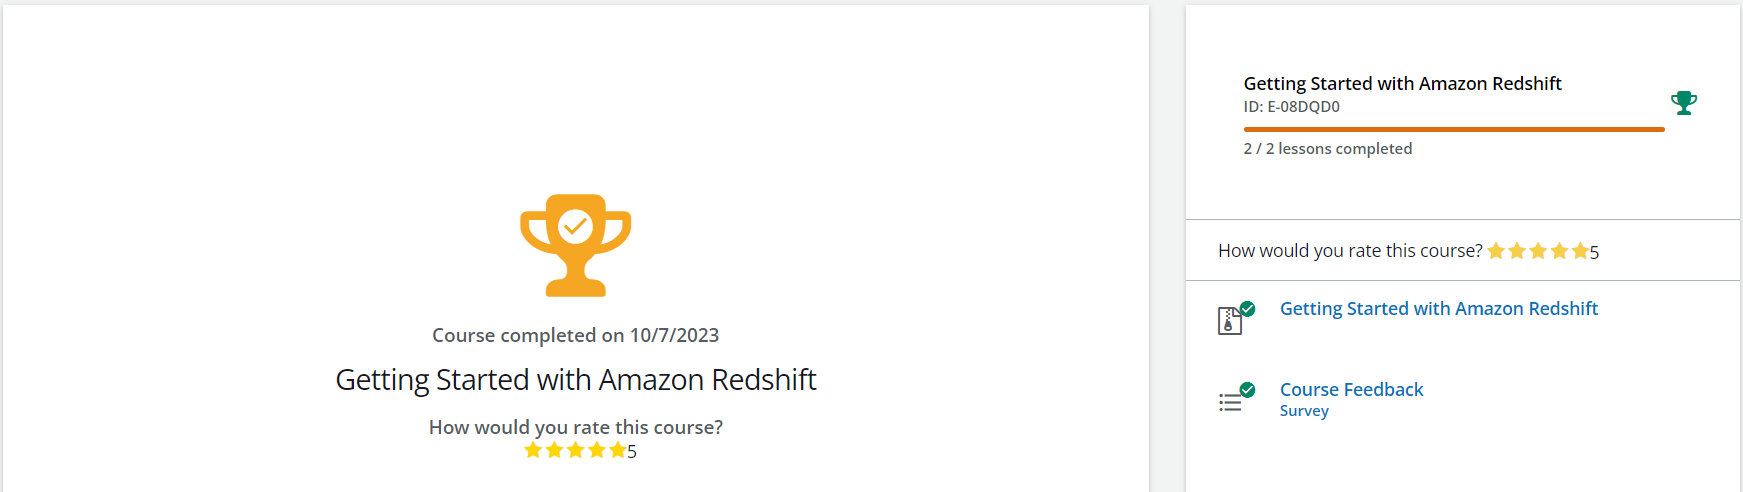 Course completed on 10/7/2023
Getting Started with Amazon Redshift
How would you rate this course?
5
Getting Started with Amazon Redshift
ID: E-08DQD0
2 / 2 lessons completed
How would you rate this course? 5
Getting Started with Amazon Redshift
Course Feedback
Survey